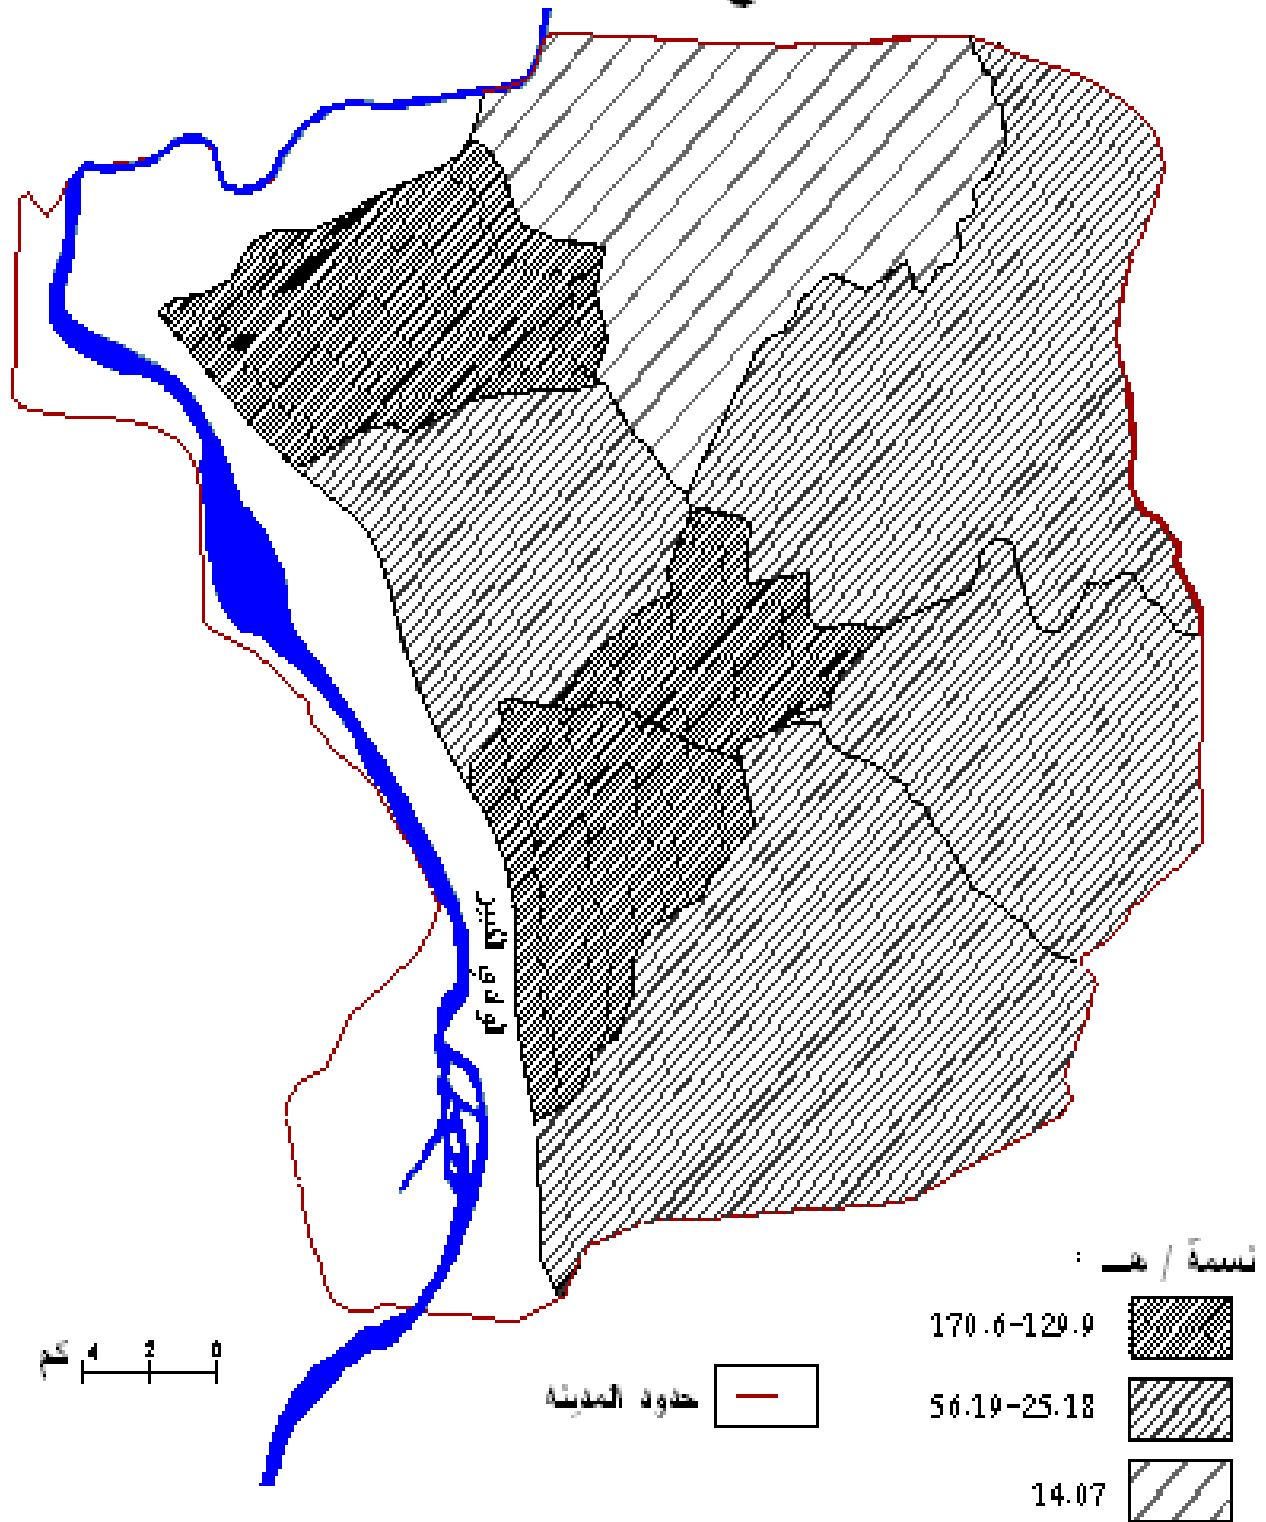 نسمة / هـ :
170.6-129.9
56.19-25.18
14.07
حدود المدينة
كم 4 2 0